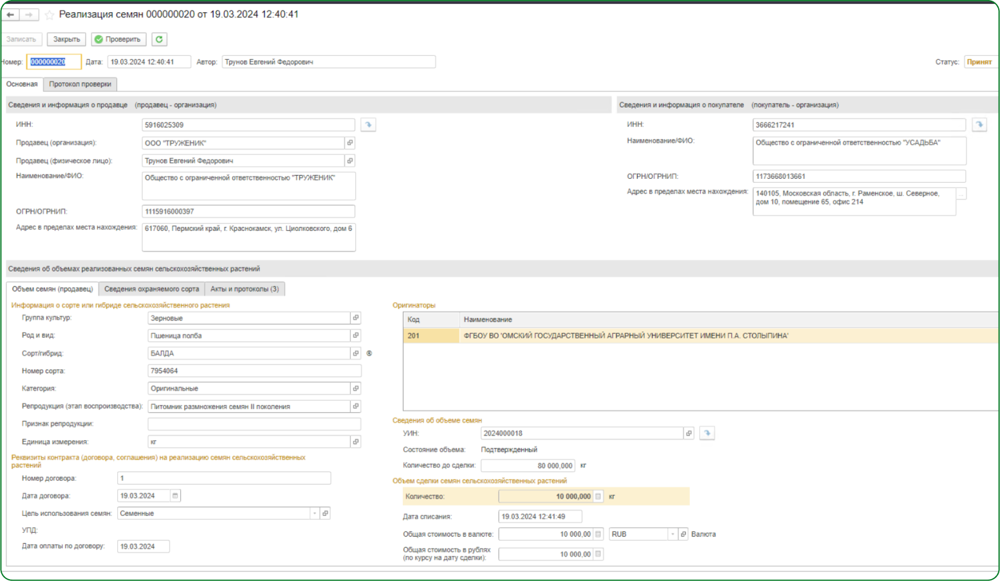 Реализация семян 000000020 от 19.03.2024 12:40:41
Записать Закрыть Проверить
Номер: 000000020 Дата: 19.03.2024 12:40:41 Автор: Трунов Евгений Федорович Статус: Принят
Основная Протокол проверки
Сведения и информация о продавце (продавец - организация)
ИНН: 5916025309
Продавец (организация): ООО "ТРУЖЕНИК"
Продавец (физическое лицо): Трунов Евгений Федорович
Наименование/ФИО: Общество с ограниченной ответственностью "ТРУЖЕНИК"
ОГРН/ОГРНИП: 1115916000397
Адрес в пределах места нахождения: 617060, Пермский край, г. Краснокамск, ул. Циолковского, дом 6
Сведения и информация о покупателе (покупатель - организация)
ИНН: 3666217241
Наименование/ФИО: Общество с ограниченной ответственностью "УСАДЬБА"
ОГРН/ОГРНИП: 1173668013661
Адрес в пределах места нахождения: 140105, Московская область, г. Раменское, ш. Северное,
дом 10, помещение 65, офис 214
Сведения об объемах реализованных семян сельскохозяйственных растений
Объем семян (продавец) Сведения охраняемого сорта Акты и протоколы (3)
Информация о сорте или гибриде сельскохозяйственного растения
Группа культур: Зерновые
Род и вид: Пшеница полба
Сорт/гибрид: БАЛДА
Номер сорта: 7954064
Категория: Оригинальные
Репродукция (этап воспроизводства): Питомник размножения семян II поколения
Признак репродукции:
Единица измерения: кг
Реквизиты контракта (договора, соглашения) на реализацию семян сельскохозяйственных
растений
Номер договора: 1
Дата договора: 19.03.2024
Цель использования семян: Семенные
УПД:
Дата оплаты по договору: 19.03.2024
Оригинаторы
Код Наименование
201 ФГБОУ ВО 'ОМСКИЙ ГОСУДАРСТВЕННЫЙ АГРАРНЫЙ УНИВЕРСИТЕТ ИМЕНИ П.А. СТОЛЫПИНА'
Сведения об объеме семян
УИН: 2024000018
Состояние объема: Подтвержденный
Количество до сделки: 80 000,000 кг
Объем сделки семян сельскохозяйственных растений
Количество: 10 000,000 кг
Дата списания: 19.03.2024 12:41:49
Общая стоимость в валюте: 10 000,00 RUB Валюта
Общая стоимость в рублях
(по курсу на дату сделки): 10 000,00